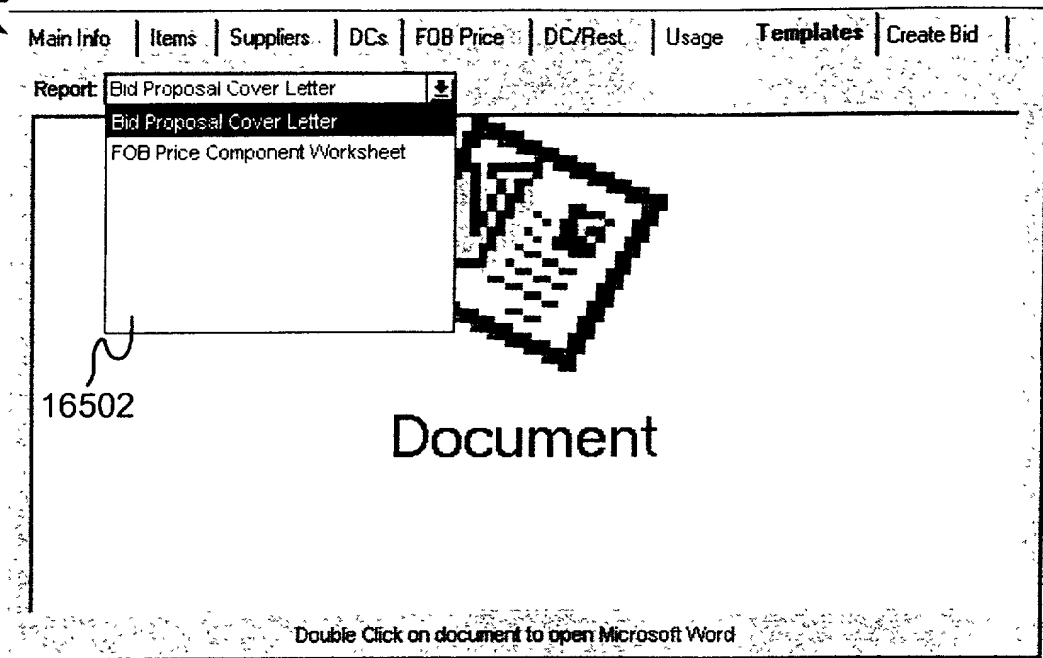 Main Info Items Suppliers DCs FOB Price DC/Rest. Usage Templates Create Bid
Report: Bid Proposal Cover Letter
Bid Proposal Cover Letter
FOB Price Component Worksheet
16502
Document
Double Click on document to open Microsoft Word